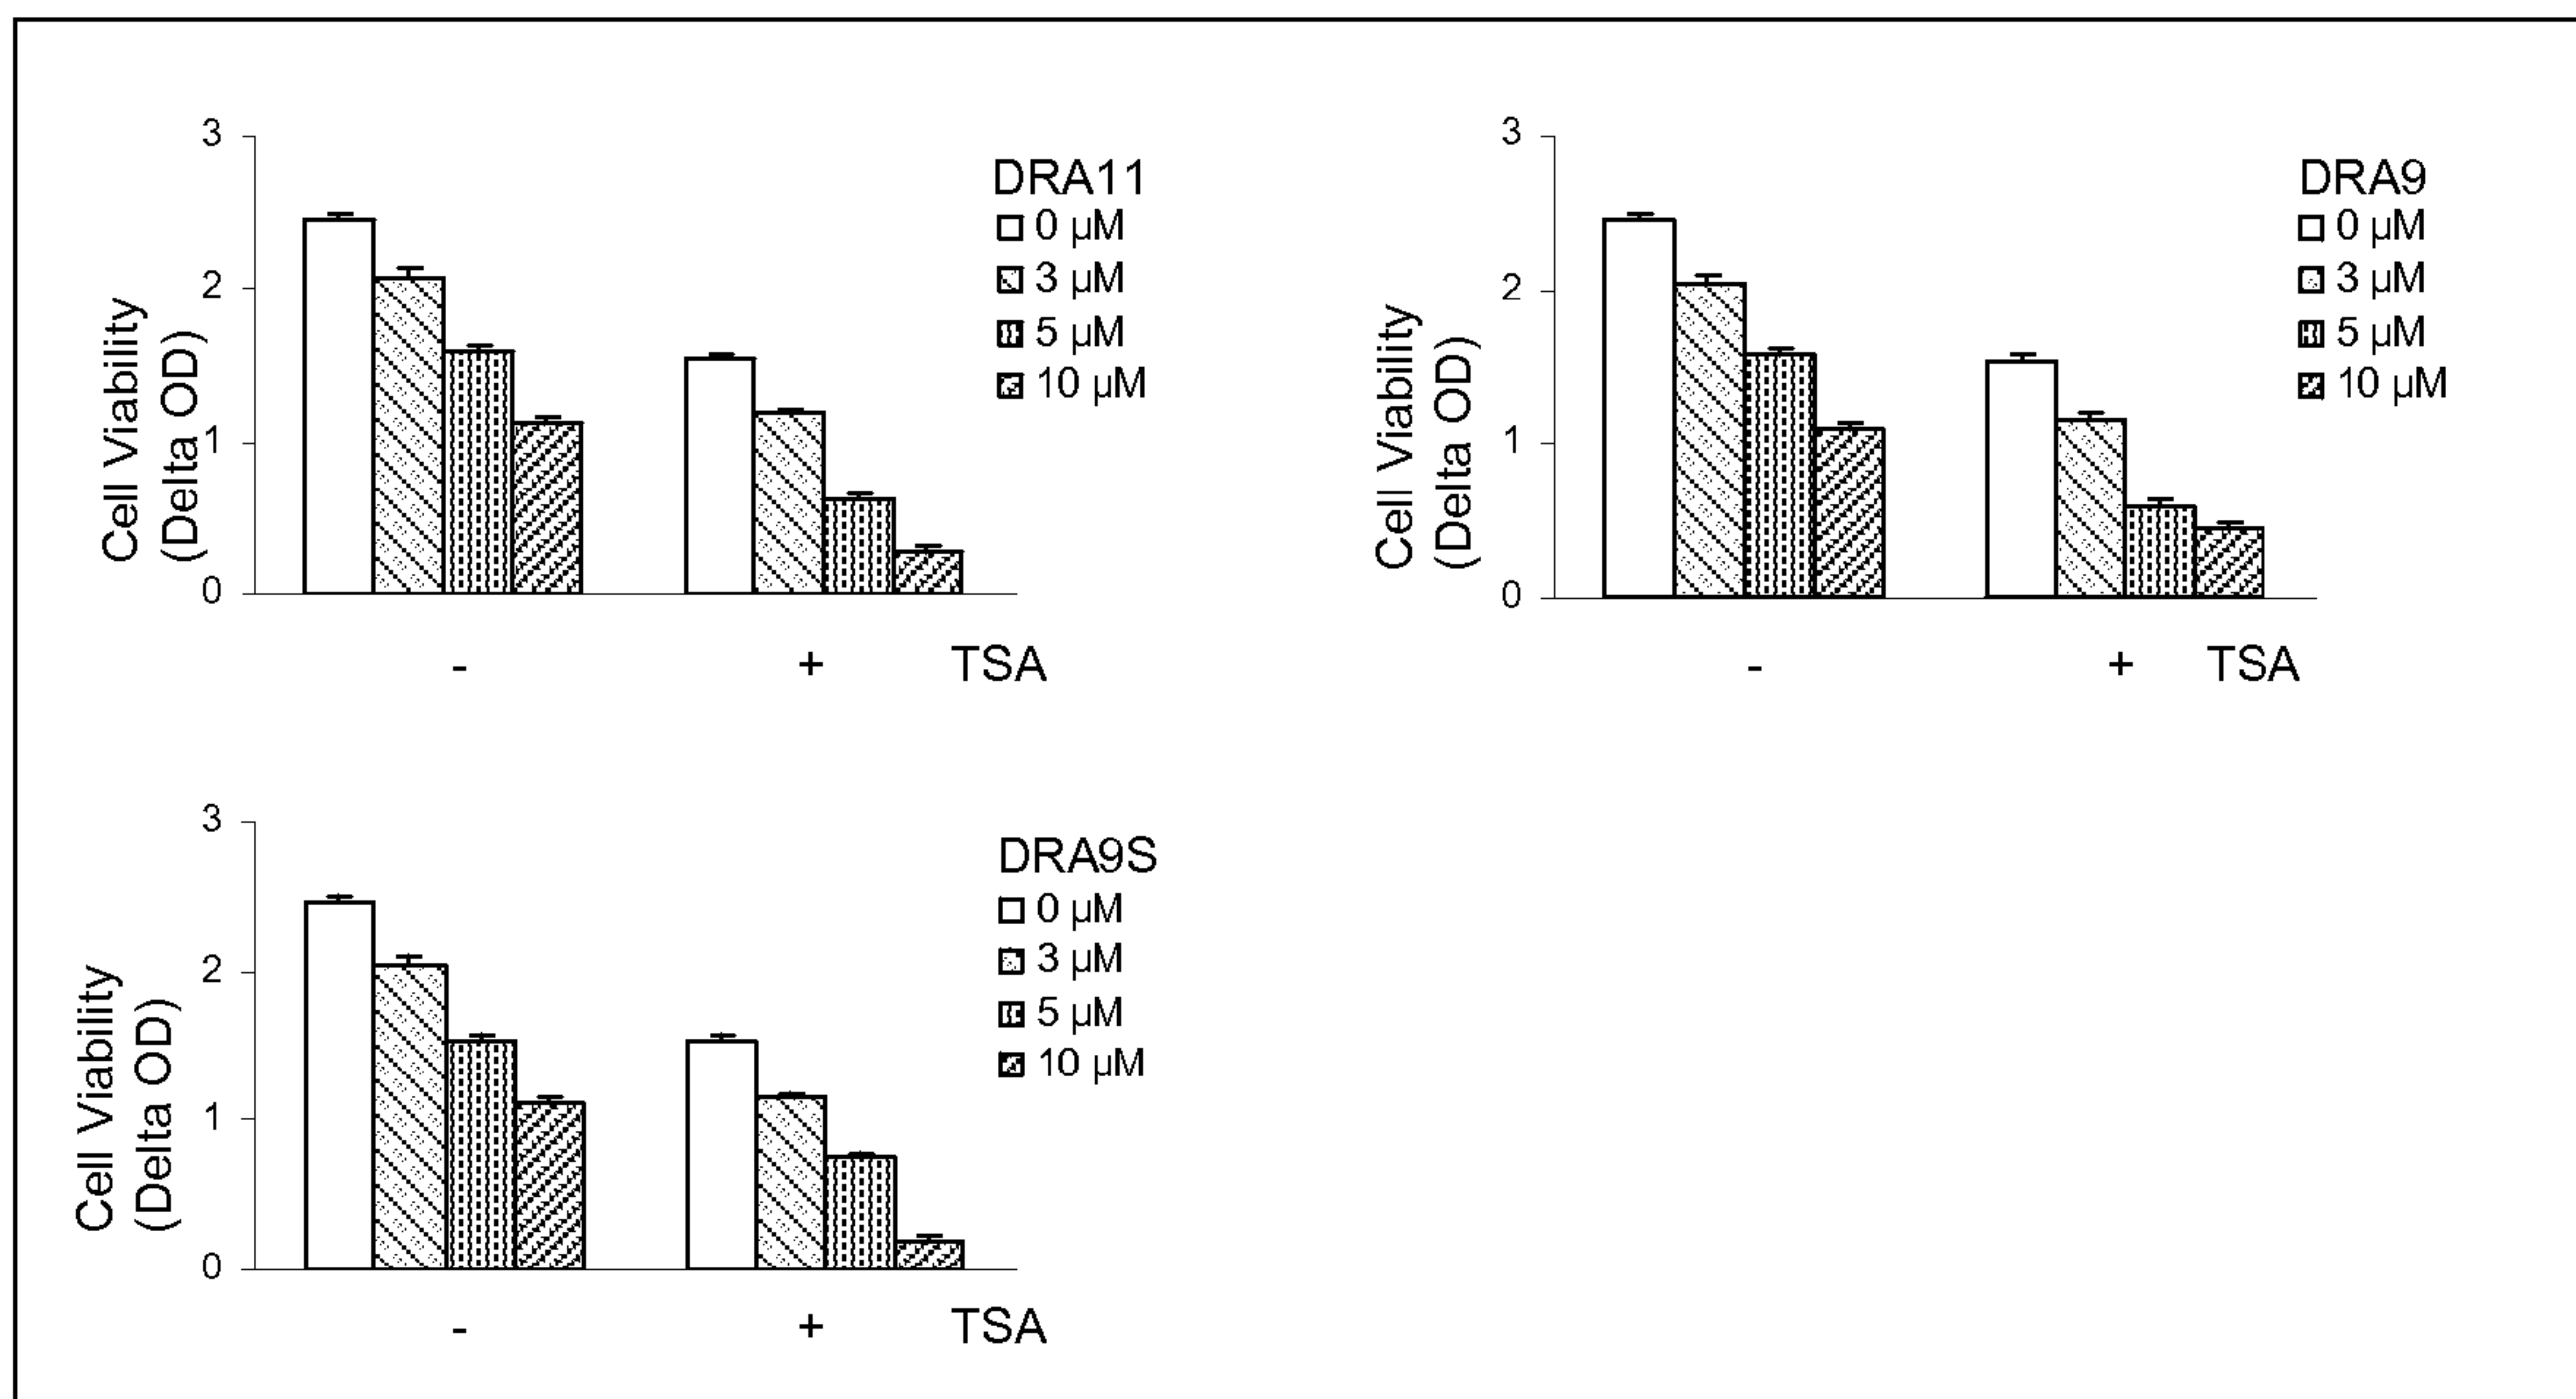 3
2
1
0
Cell Viability
(Delta OD)
DRA11
0 µM
3 µM
5 µM
10 µM
-
+
TSA
3
2
1
0
Cell Viability
(Delta OD)
DRA9
0 µM
3 µM
5 µM
10 µM
-
+
TSA
3
2
1
0
Cell Viability
(Delta OD)
DRA9S
0 µM
3 µM
5 µM
10 µM
-
+
TSA